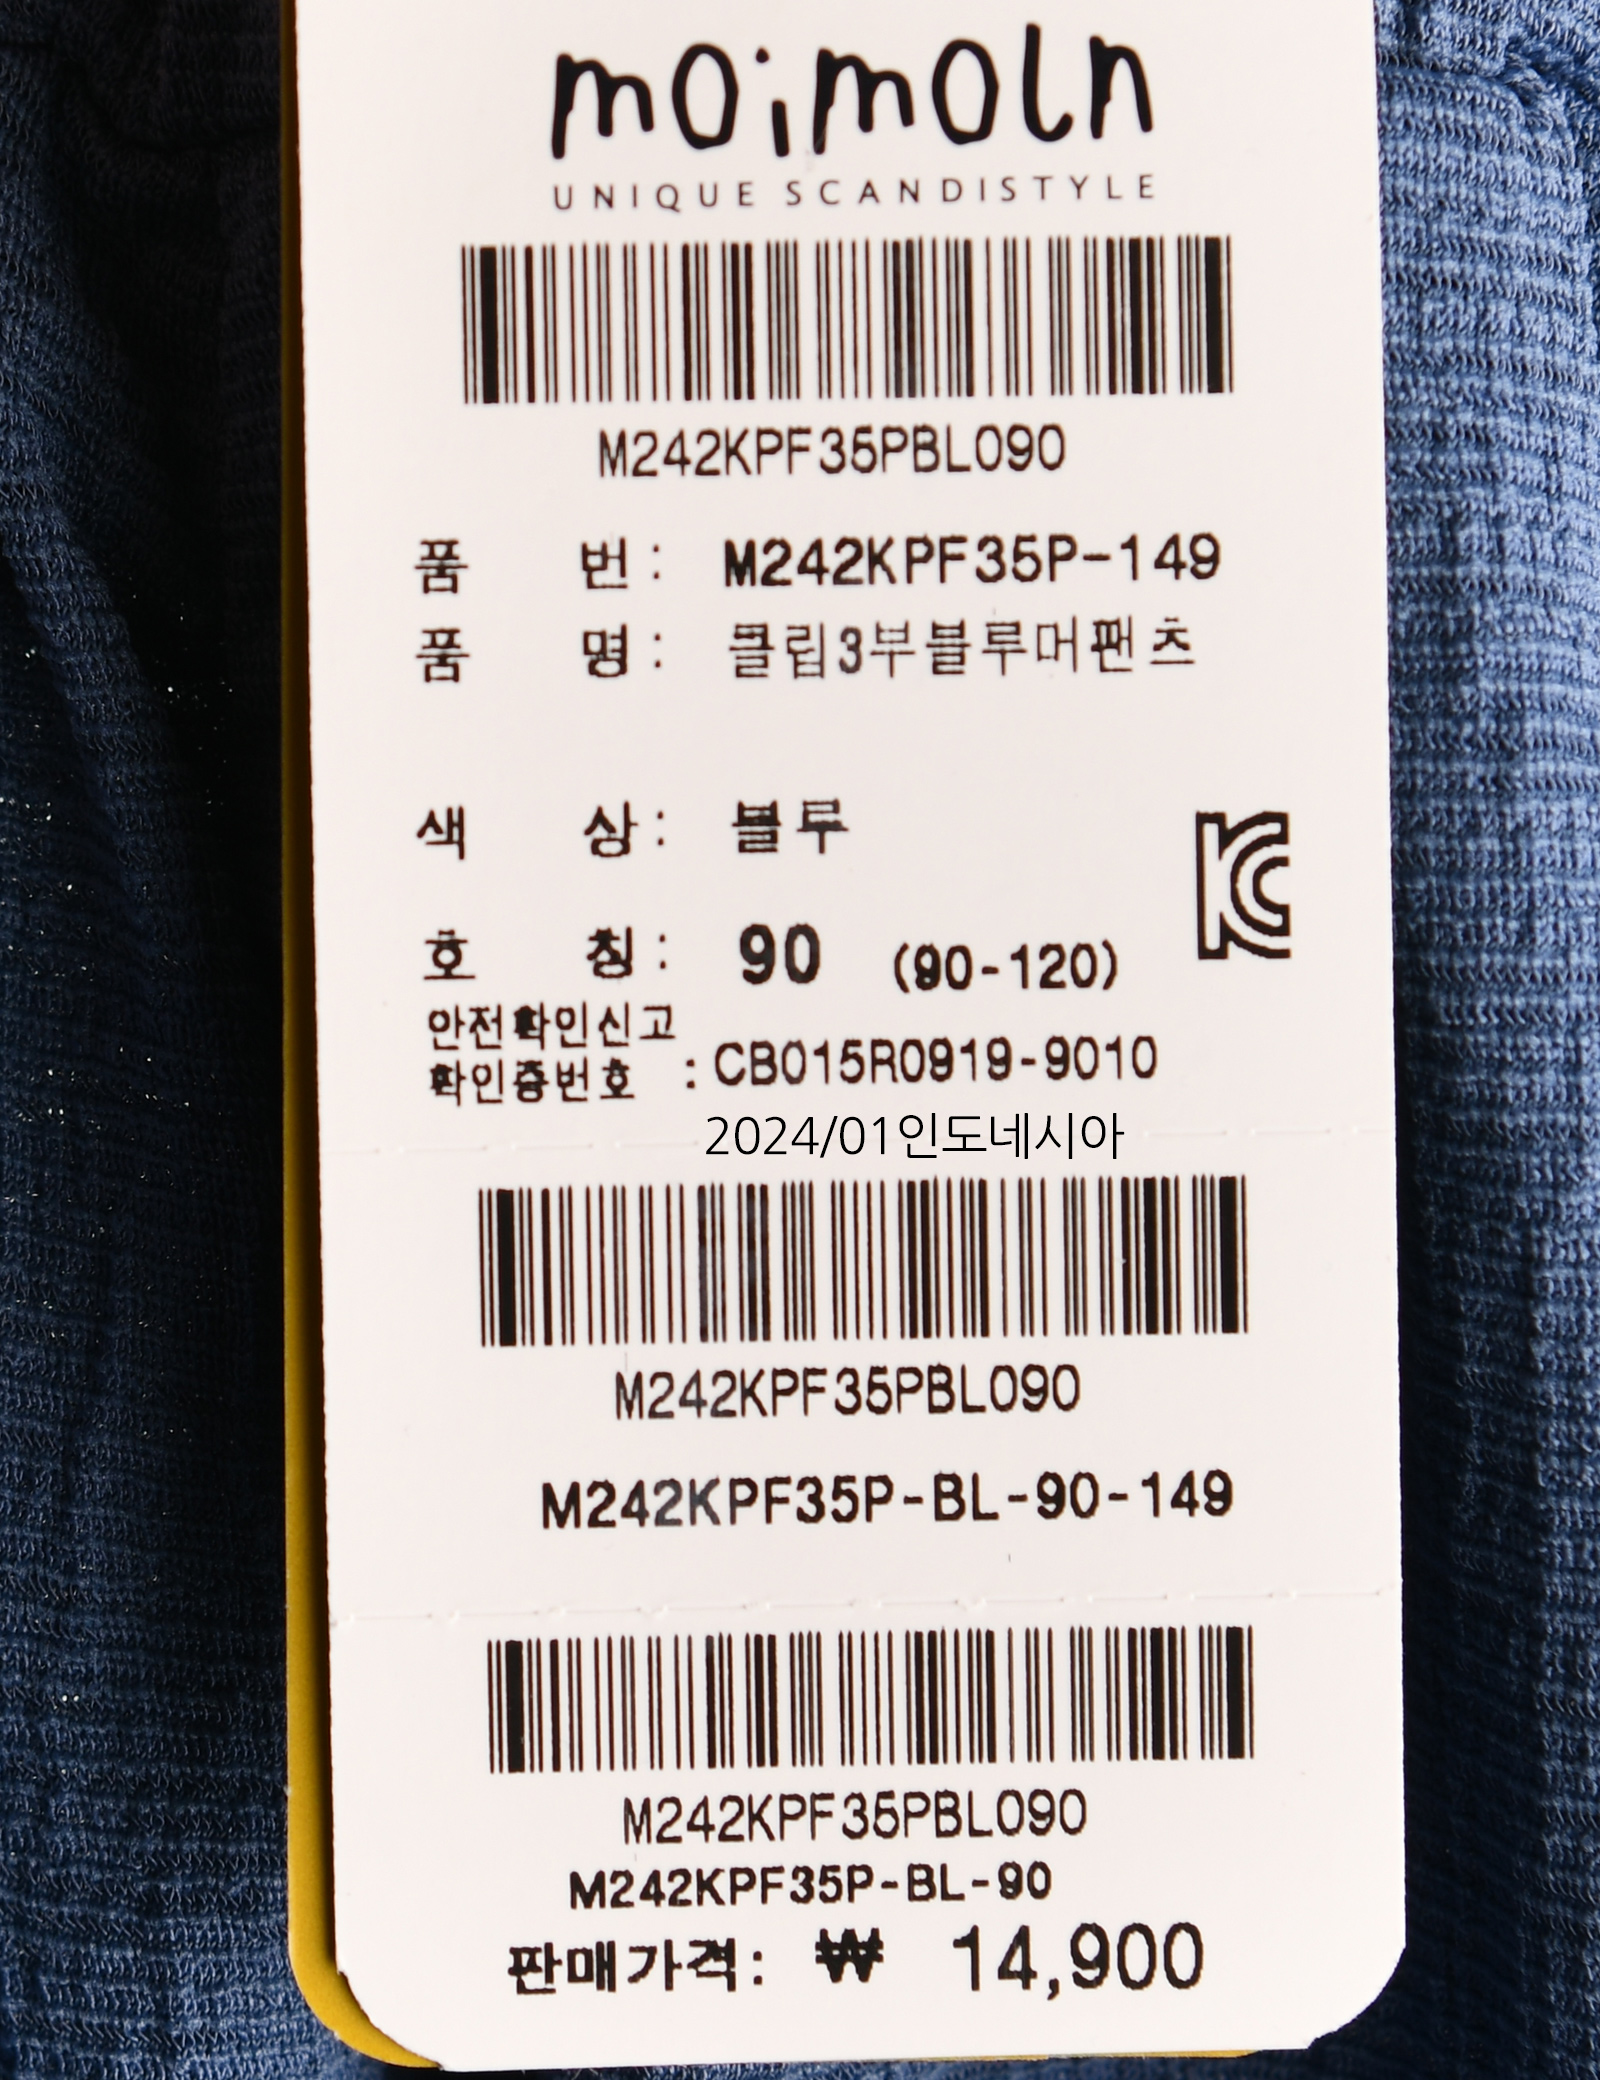 moimoln
UNIQUE SCANDISTYLE
M242KPF35PBL090
품 번 : M242KPF35P-149
품 명 : 클립3부블루머팬츠
색 상 : 블루
호 칭 : 90 (90-120)
안전확인신고
확인증번호 : CB015R0919-9010
2024/01인도네시아
M242KPF35PBL090
M242KPF35P-BL-90-149
M242KPF35PBL090
M242KPF35P-BL-90
판매가격: ₩ 14,900